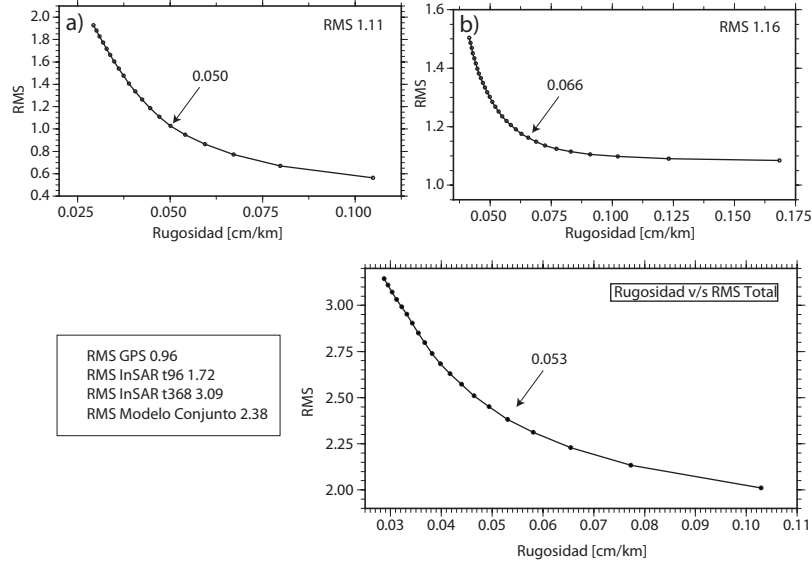 a)
RMS 1.11
0.050
RMS
2.0
1.8
1.6
1.4
1.2
1.0
0.8
0.6
0.4
0.025 0.050 0.075 0.100
Rugosidad [cm/km]
b)
RMS 1.16
0.066
RMS
1.6
1.5
1.4
1.3
1.2
1.1
1.0
0.050 0.075 0.100 0.125 0.150 0.175
Rugosidad [cm/km]
RMS GPS 0.96
RMS InSAR t96 1.72
RMS InSAR t368 3.09
RMS Modelo Conjunto 2.38
Rugosidad v/s RMS Total
0.053
RMS
3.00
2.75
2.50
2.25
2.00
0.03 0.04 0.05 0.06 0.07 0.08 0.09 0.10 0.11
Rugosidad [cm/km]